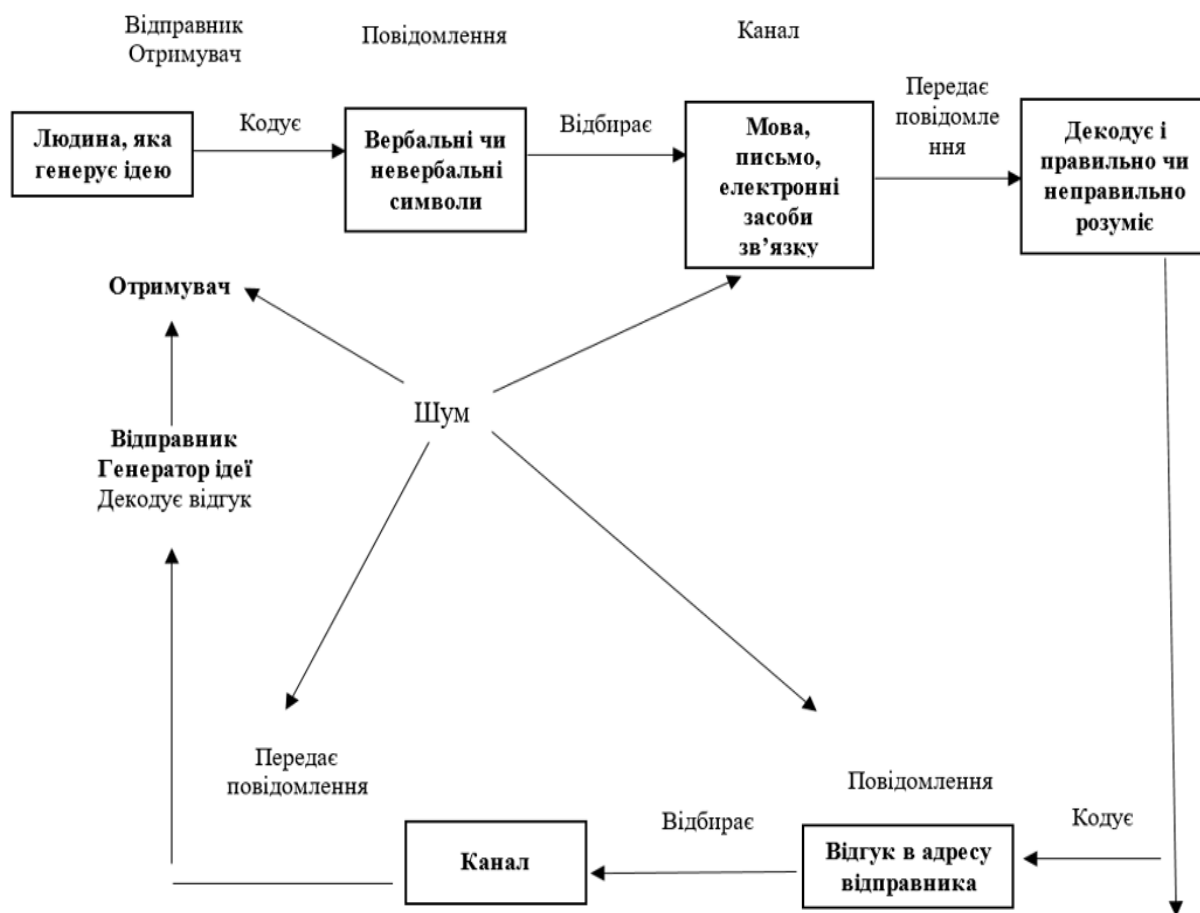 Відправник
Отримувач
Повідомлення
Канал
Людина, яка
генерує ідею
Кодує
Вербальні чи
невербальні
символи
Відбирає
Мова,
письмо,
електронні
засоби
зв’язку
Передає
повідомле
ння
Декодує і
правильно чи
неправильно
розуміє
Отримувач
Шум
Відправник
Генератор ідеї
Декодує відгук
Передає
повідомлення
Канал
Відбирає
Повідомлення
Відгук в адресу
відправника
Кодує